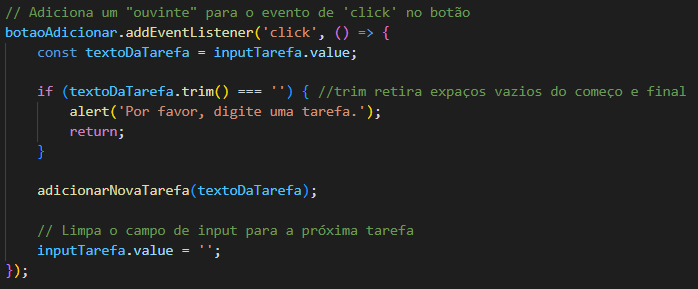 // Adiciona um "ouvinte" para o evento de 'click' no botão
botaoAdicionar.addEventListener('click', () => {
    const textoDaTarefa = inputTarefa.value;

    if (textoDaTarefa.trim() === '') { //trim retira expaços vazios do começo e final
        alert('Por favor, digite uma tarefa.');
        return;
    }

    adicionarNovaTarefa(textoDaTarefa);

    // Limpa o campo de input para a próxima tarefa
    inputTarefa.value = '';
});